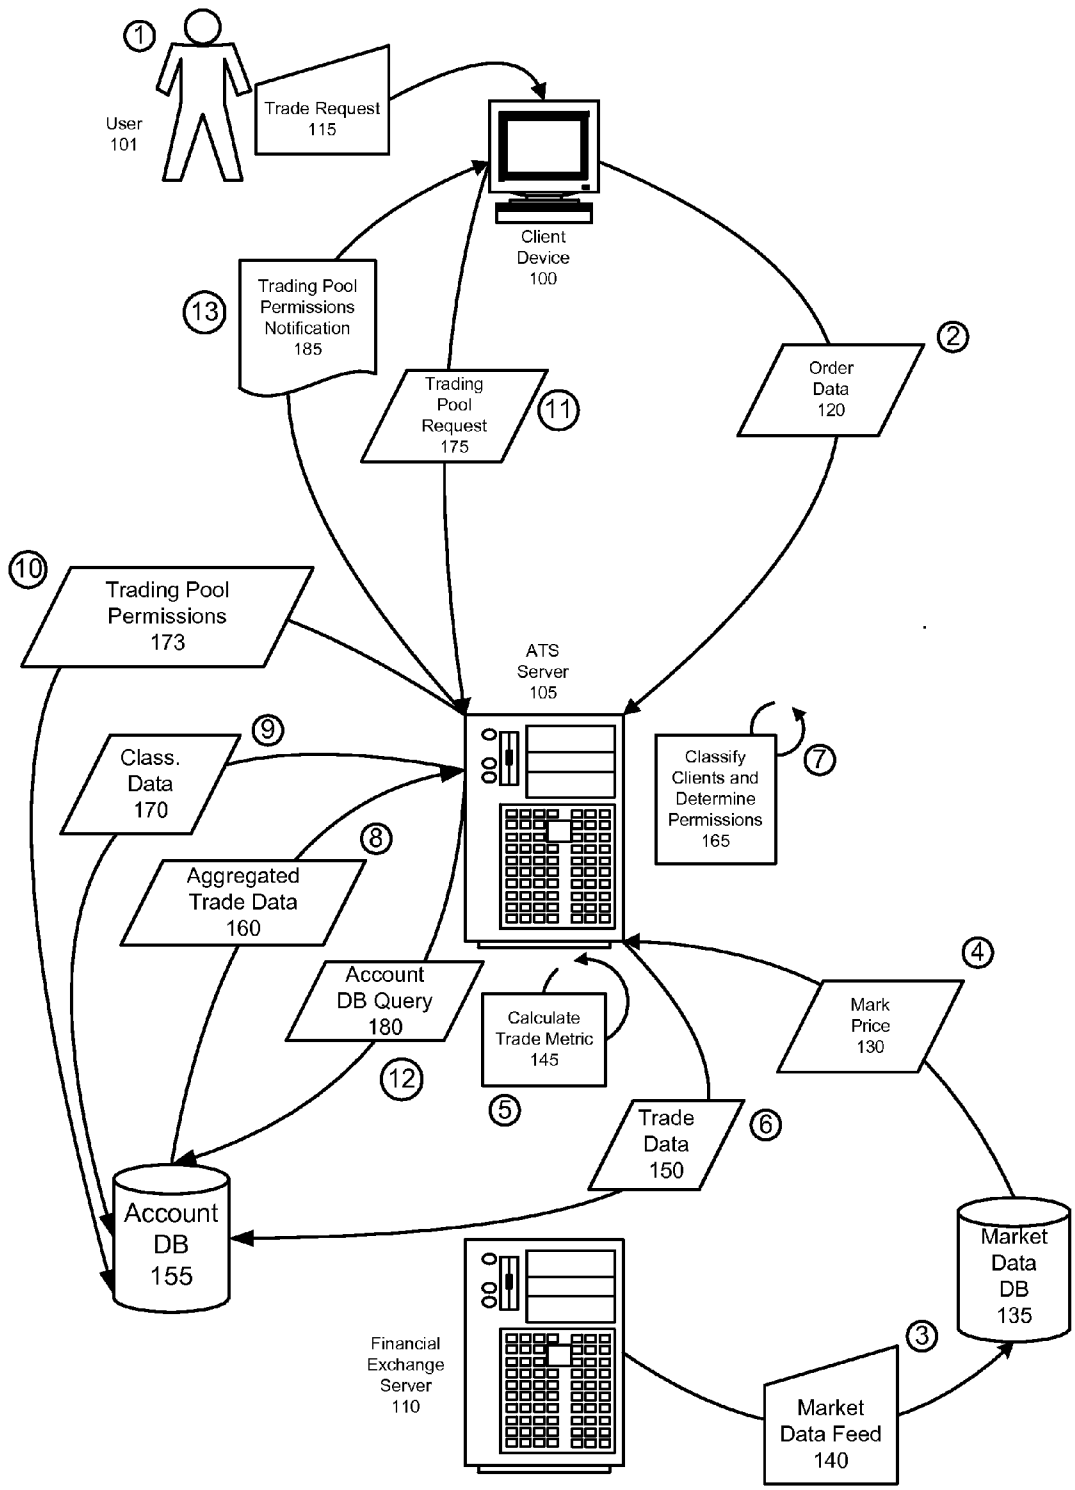 1
User
101
Trade Request
115
Client
Device
100
13
Trading Pool
Permissions
Notification
185
Trading
Pool
Request
175
11
2
Order
Data
120
10
Trading Pool
Permissions
173
ATS
Server
105
9
Class.
Data
170
7
Classify
Clients and
Determine
Permissions
165
8
Aggregated
Trade Data
160
Account
DB Query
180
12
Calculate
Trade Metric
145
5
4
Mark
Price
130
6
Trade
Data
150
Account
DB
155
Market
Data
DB
135
Financial
Exchange
Server
110
3
Market
Data Feed
140